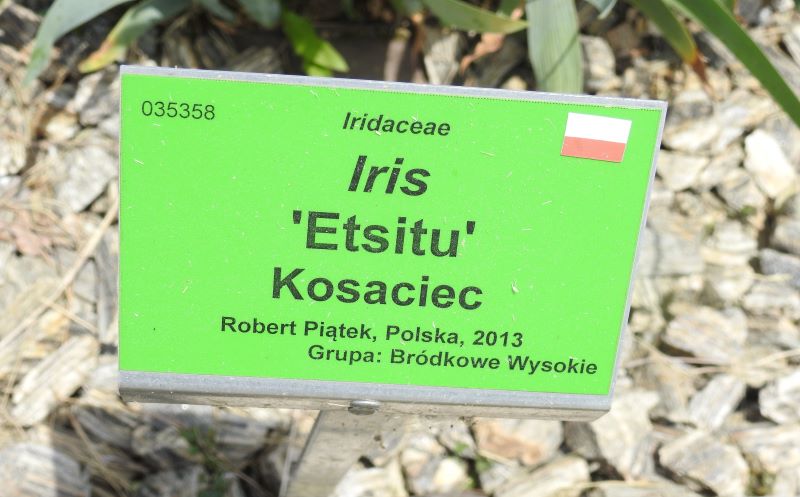 035358
Iridaceae
Iris
'Etsitu'
Kosaciec
Robert Piątek, Polska, 2013
Grupa: Bródkowe Wysokie